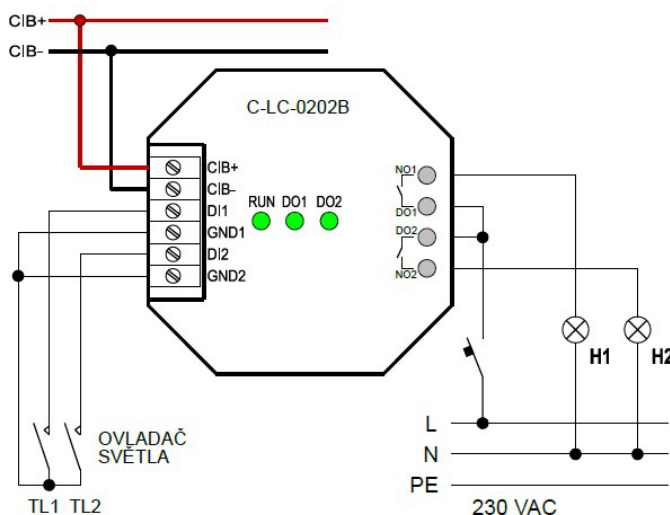 CIB+
CIB-
C-LC-0202B
CIB+
CIB-
DI1
GND1
DI2
GND2
RUN DO1 DO2
NO1
DO1
DO2
NO2
H1 H2
OVLADAČ
SVĚTLA
TL1 TL2
L
N
PE
230 VAC